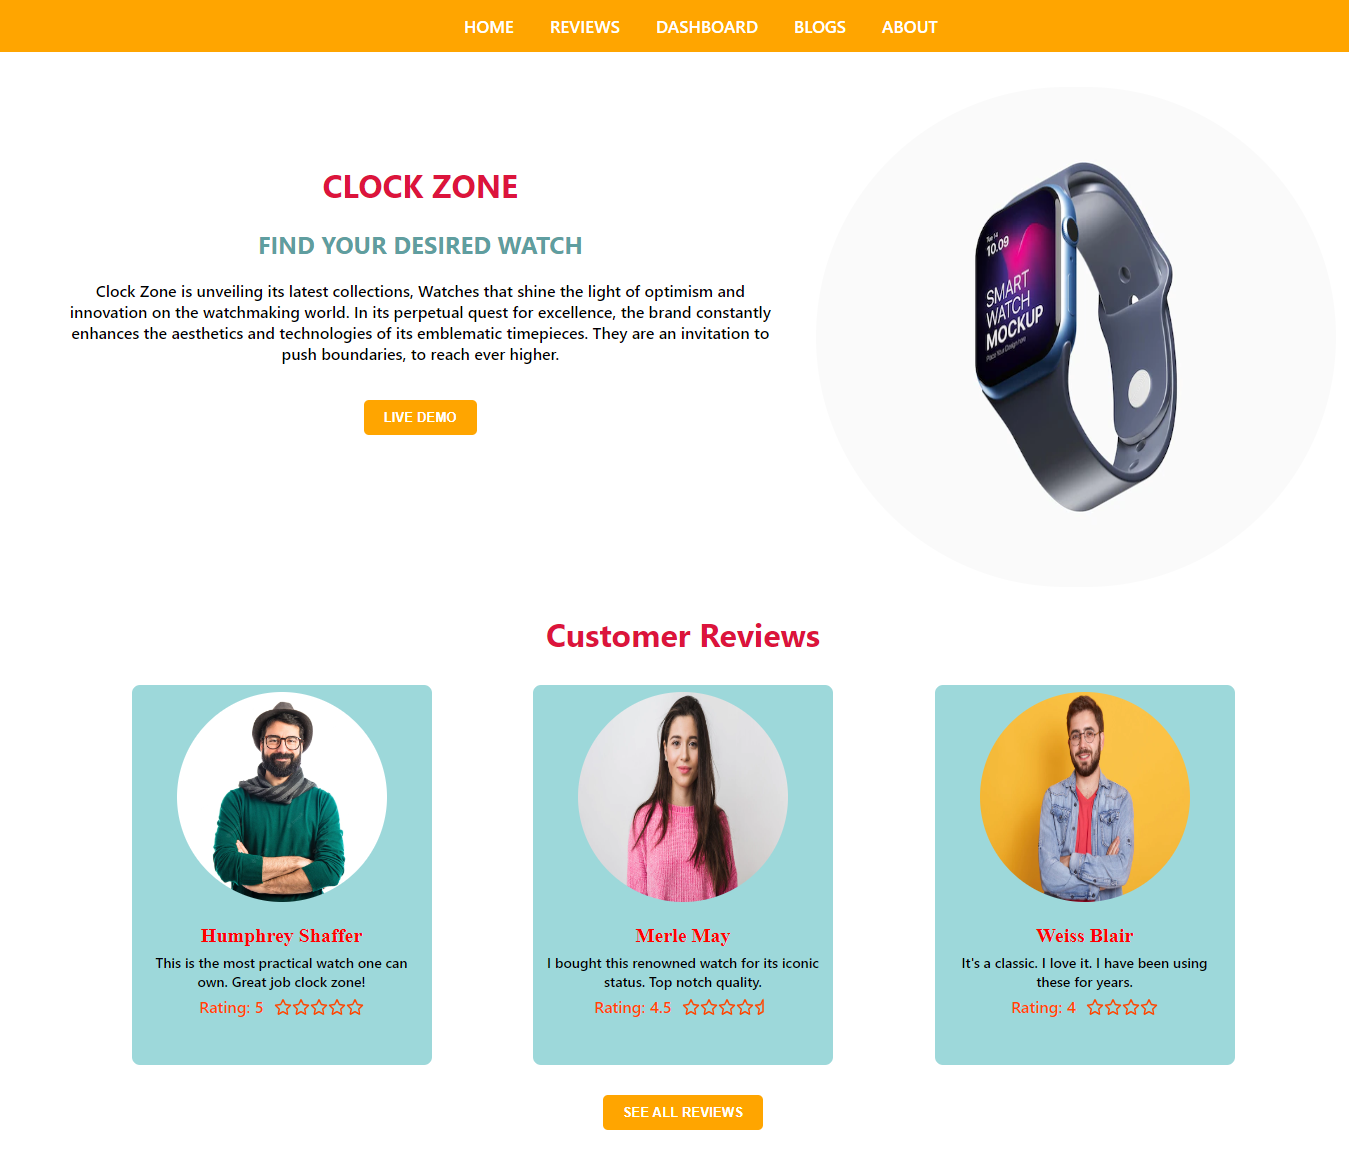 HOME REVIEWS DASHBOARD BLOGS ABOUT
CLOCK ZONE
FIND YOUR DESIRED WATCH
Clock Zone is unveiling its latest collections, Watches that shine the light of optimism and
innovation on the watchmaking world. In its perpetual quest for excellence, the brand constantly
enhances the aesthetics and technologies of its emblematic timepieces. They are an invitation to
push boundaries, to reach ever higher.
LIVE DEMO
Tue 14
10.09
SMART
WATCH
MOCKUP
Place Your Design here
Customer Reviews
Humphrey Shaffer
This is the most practical watch one can
own. Great job clock zone!
Rating: 5
Merle May
I bought this renowned watch for its iconic
status. Top notch quality.
Rating: 4.5
Weiss Blair
It's a classic. I love it. I have been using
these for years.
Rating: 4
SEE ALL REVIEWS